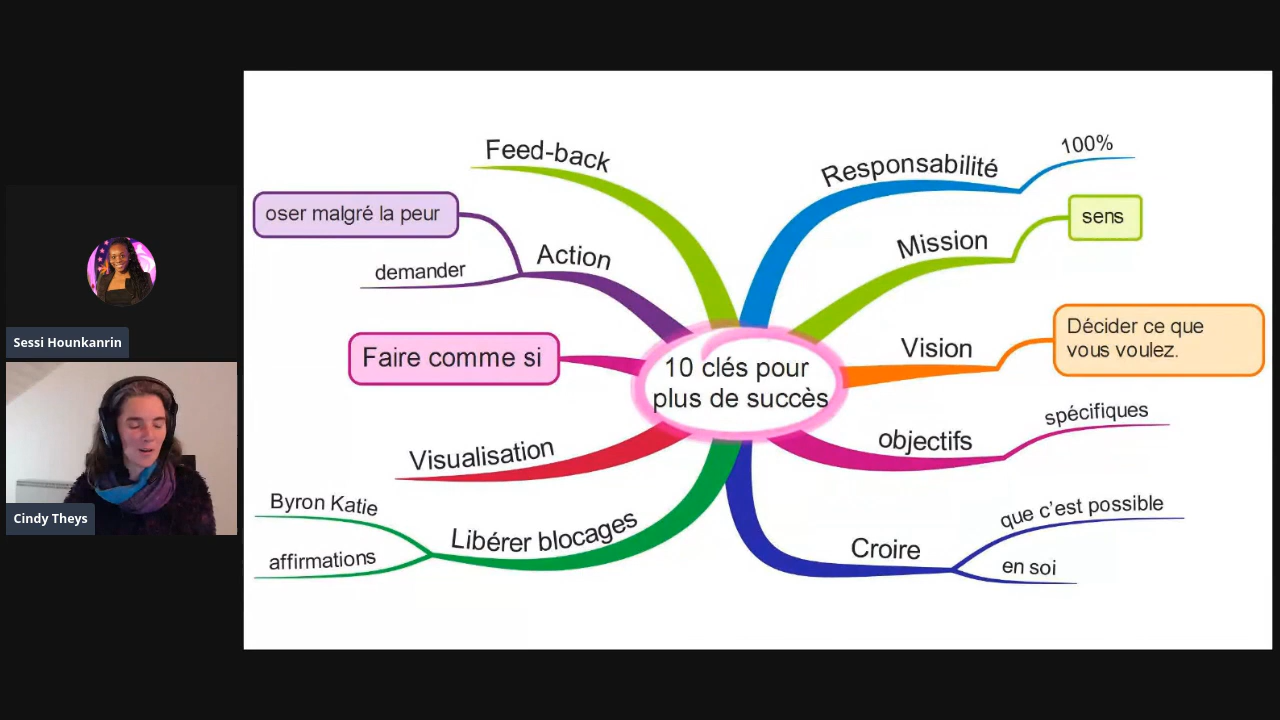 Sessi Hounkanrin
Cindy Theys
10 clés pour
plus de succès
Responsabilité
100%
Mission
sens
Vision
Décider ce que
vous voulez.
objectifs
spécifiques
Croire
que c’est possible
en soi
Libérer blocages
Byron Katie
affirmations
Visualisation
Faire comme si
Action
oser malgré la peur
demander
Feed-back